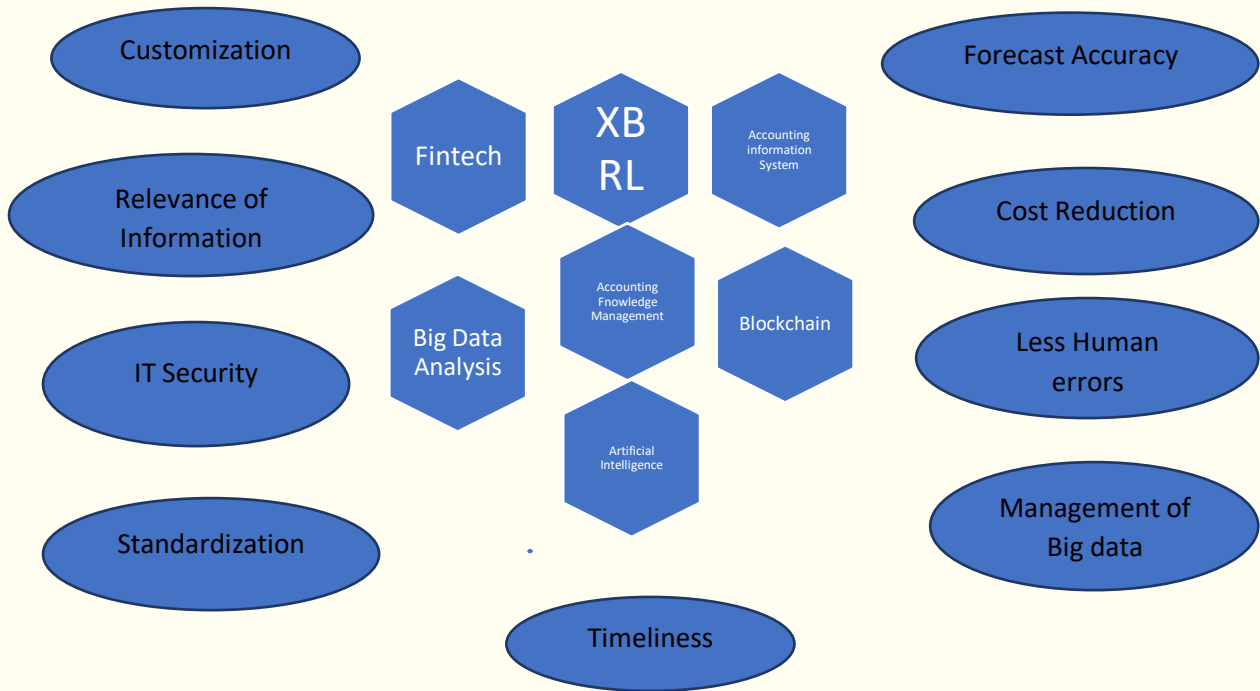 Customization
Forecast Accuracy
Fintech
XB
RL
Accounting
information
System
Relevance of
Information
Cost Reduction
Accounting
Fnowledge
Management
Big Data
Analysis
Blockchain
IT Security
Less Human
errors
Artificial
Intelligence
Standardization
Management of
Big data
Timeliness